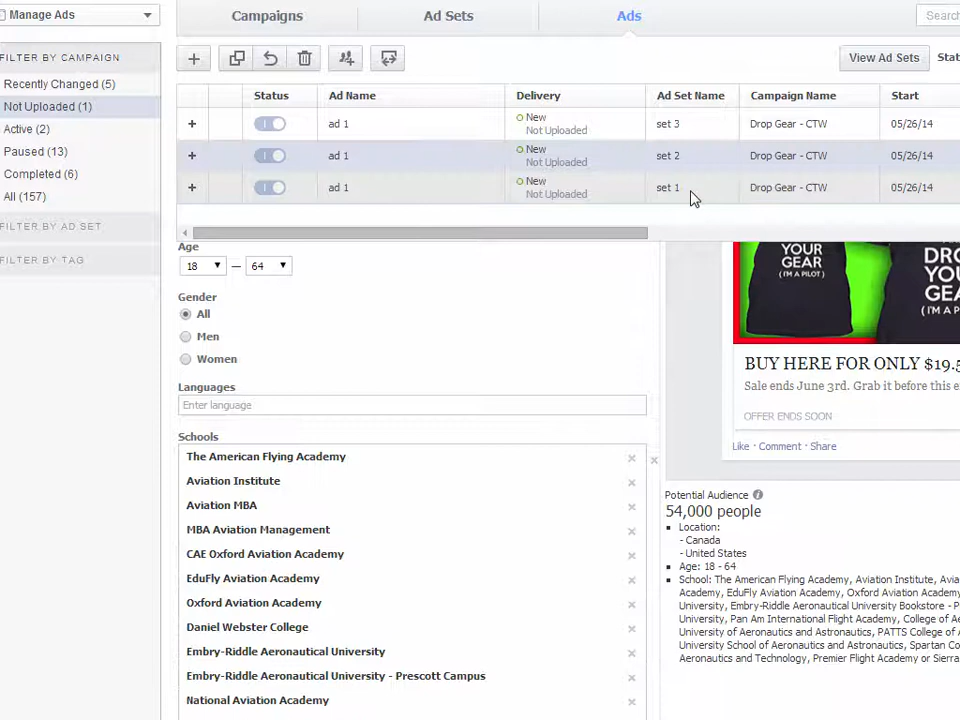 Manage Ads
Campaigns
Ad Sets
Ads
Search
FILTER BY CAMPAIGN
Recently Changed (5)
Not Uploaded (1)
Active (2)
Paused (13)
Completed (6)
All (157)
FILTER BY AD SET
FILTER BY TAG
View Ad Sets
Stat
Status
Ad Name
Delivery
Ad Set Name
Campaign Name
Start
ad 1
New
Not Uploaded
set 3
Drop Gear - CTW
05/26/14
ad 1
New
Not Uploaded
set 2
Drop Gear - CTW
05/26/14
ad 1
New
Not Uploaded
set 1
Drop Gear - CTW
05/26/14
Age
18 — 64
Gender
All
Men
Women
Languages
Enter language
Schools
The American Flying Academy
Aviation Institute
Aviation MBA
MBA Aviation Management
CAE Oxford Aviation Academy
EduFly Aviation Academy
Oxford Aviation Academy
Daniel Webster College
Embry-Riddle Aeronautical University
Embry-Riddle Aeronautical University - Prescott Campus
National Aviation Academy
YOUR
GEAR
(I'M A PILOT)
DRO
YOU
GEA
(I'M A P
BUY HERE FOR ONLY $19.5
Sale ends June 3rd. Grab it before this e
OFFER ENDS SOON
Like · Comment · Share
Potential Audience
54,000 people
Location:
- Canada
- United States
Age: 18 - 64
School: The American Flying Academy, Aviation Institute, Avia
Academy, EduFly Aviation Academy, Oxford Aviation Academy
University, Embry-Riddle Aeronautical University Bookstore - P
University, Pan Am International Flight Academy, College of Ae
University of Aeronautics and Astronautics, PATTS College of A
University School of Aeronautics and Astronautics, Spartan Co
Aeronautics and Technology, Premier Flight Academy or Sierra